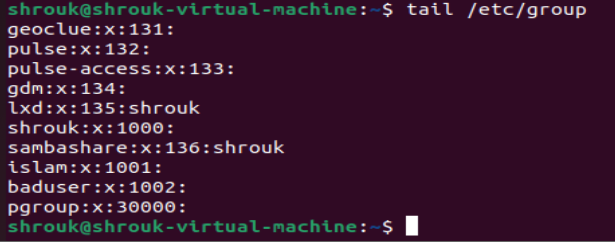 shrouk@shrouk-virtual-machine:~$ tail /etc/group
geoclue:x:131:
pulse:x:132:
pulse-access:x:133:
gdm:x:134:
lxd:x:135:shrouk
shrouk:x:1000:
sambashare:x:136:shrouk
islam:x:1001:
baduser:x:1002:
pgroup:x:30000:
shrouk@shrouk-virtual-machine:~$